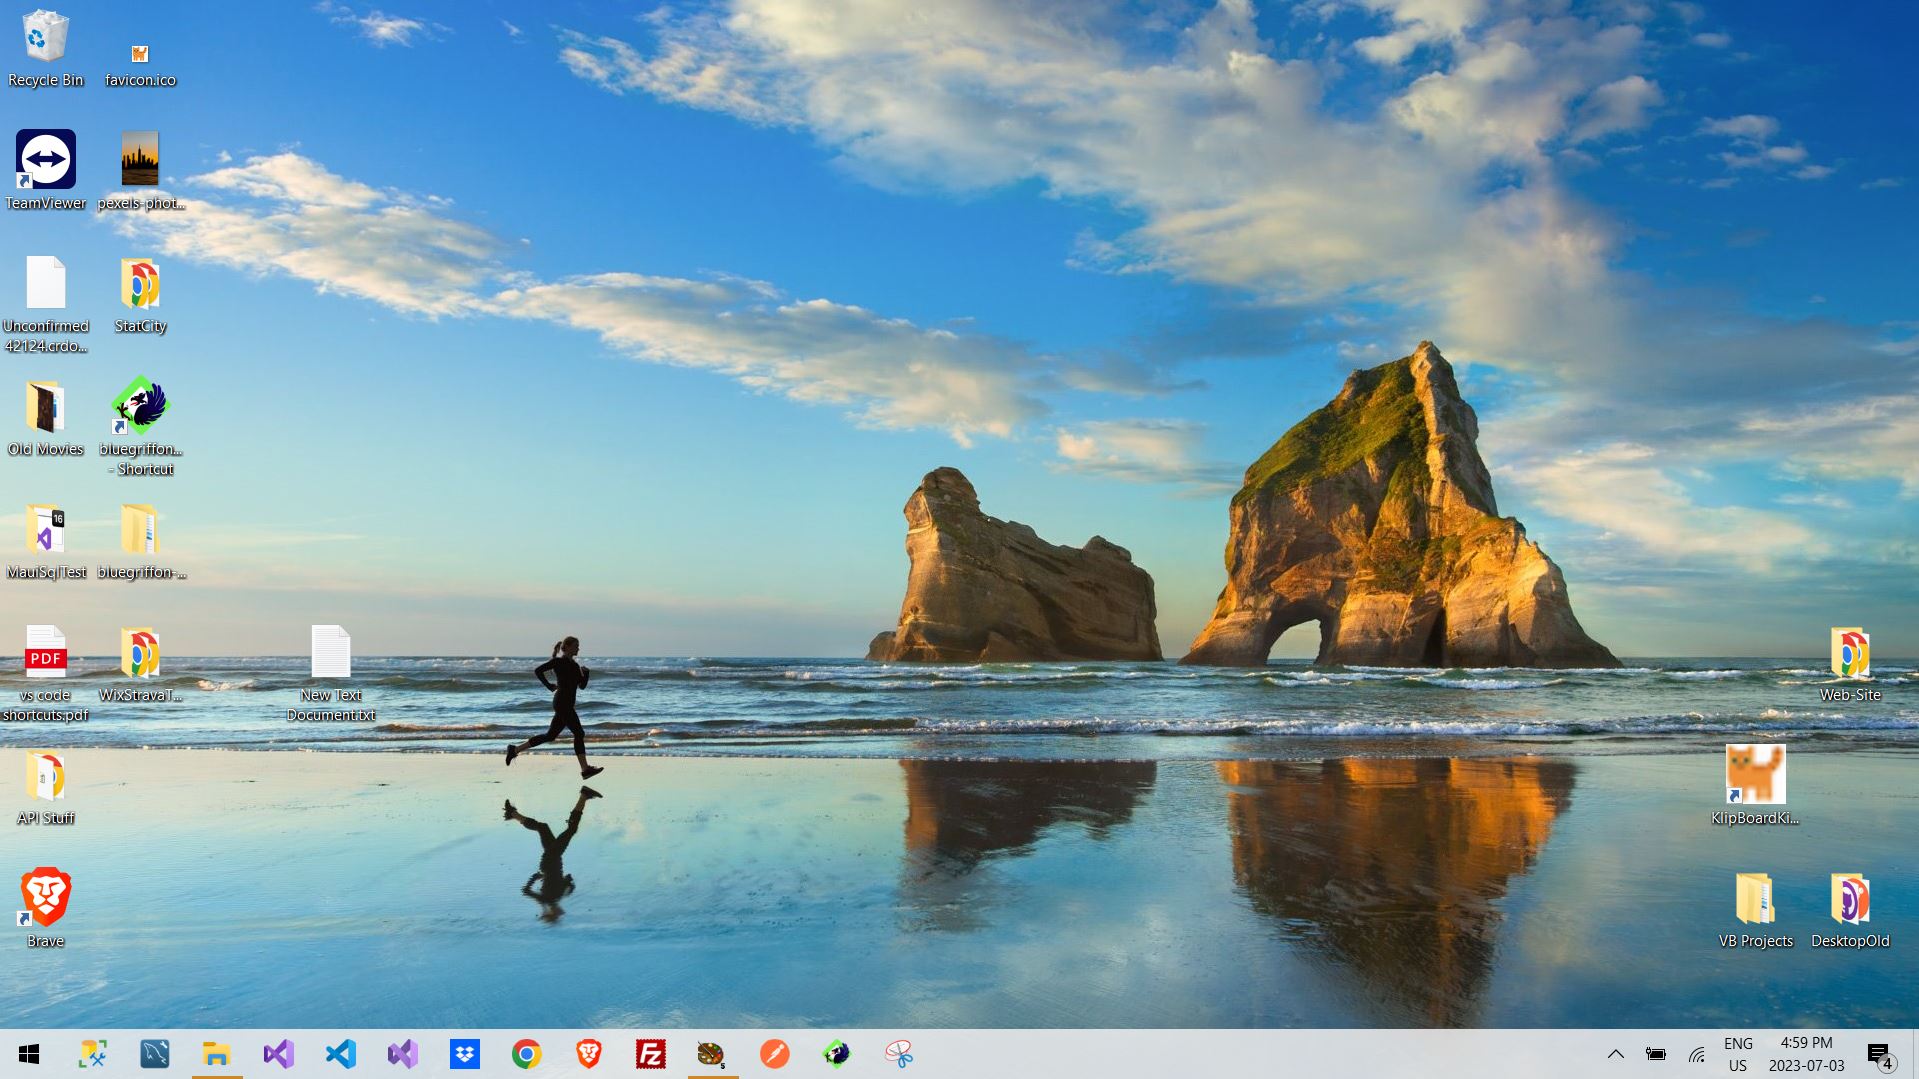 Recycle Bin
favicon.ico
TeamViewer
pexels-phot...
Unconfirmed
42124.crdo...
StatCity
Old Movies
bluegriffon...
- Shortcut
16
MauiSqlTest
bluegriffon-...
PDF
vs code
shortcuts.pdf
WixStravaT...
New Text
Document.txt
Web-Site
API Stuff
KlipBoardKi...
Brave
VB Projects
DesktopOld
FZ
S
ENG
US
4:59 PM
2023-07-03
4